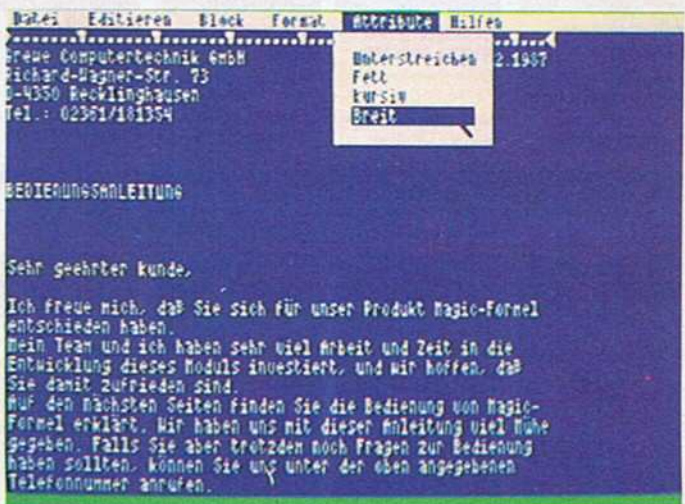 Datei Editieren Block Format Attribute Hilfen
Unterstreichen
Fett
Kursiv
Breit
Grewe Computertechnik GmbH 2.1987
Richard-Wagner-Str. 73
D-4350 Recklinghausen
Tel.: 02361/181354
BEDIENUNGSANLEITUNG
Sehr geehrter Kunde,
Ich freue mich, daß Sie sich für unser Produkt Magic-Formel
entschieden haben.
Mein Team und ich haben sehr viel Arbeit und Zeit in die
Entwicklung dieses Moduls investiert, und wir hoffen, daß
Sie damit zufrieden sind.
Auf den nächsten Seiten finden Sie die Bedienung von Magic-
Formel erklärt. Wir haben uns mit dieser Anleitung viel Mühe
gegeben. Falls Sie aber trotzdem noch Fragen zur Bedienung
haben sollten, können Sie uns unter der oben angegebenen
Telefonnummer anrufen.